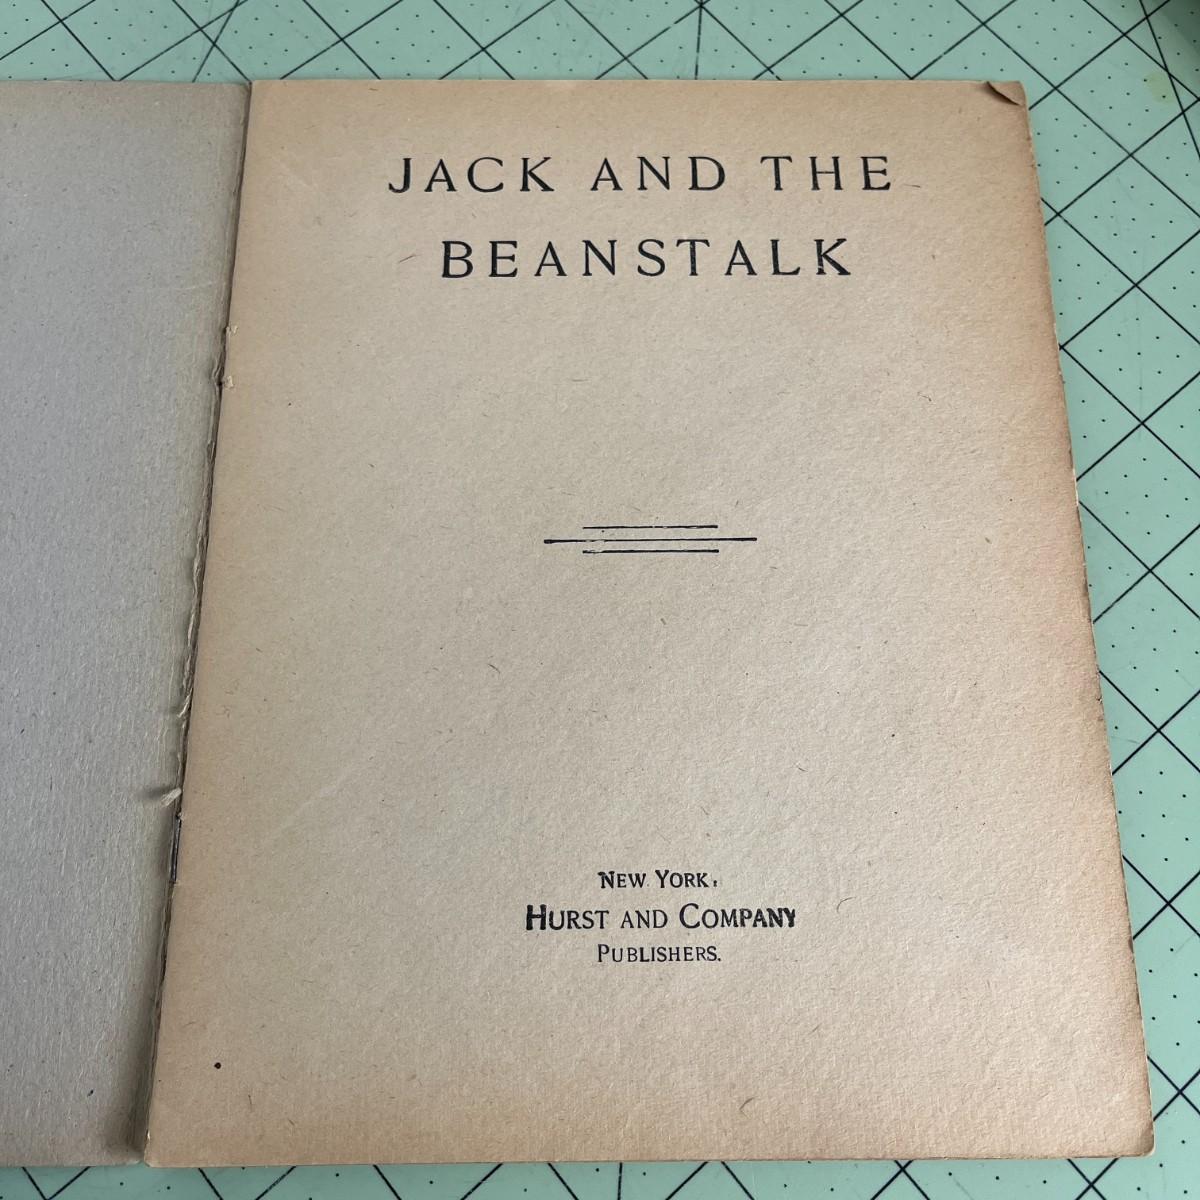 JACK AND THE
BEANSTALK
NEW YORK:
HURST AND COMPANY
PUBLISHERS.